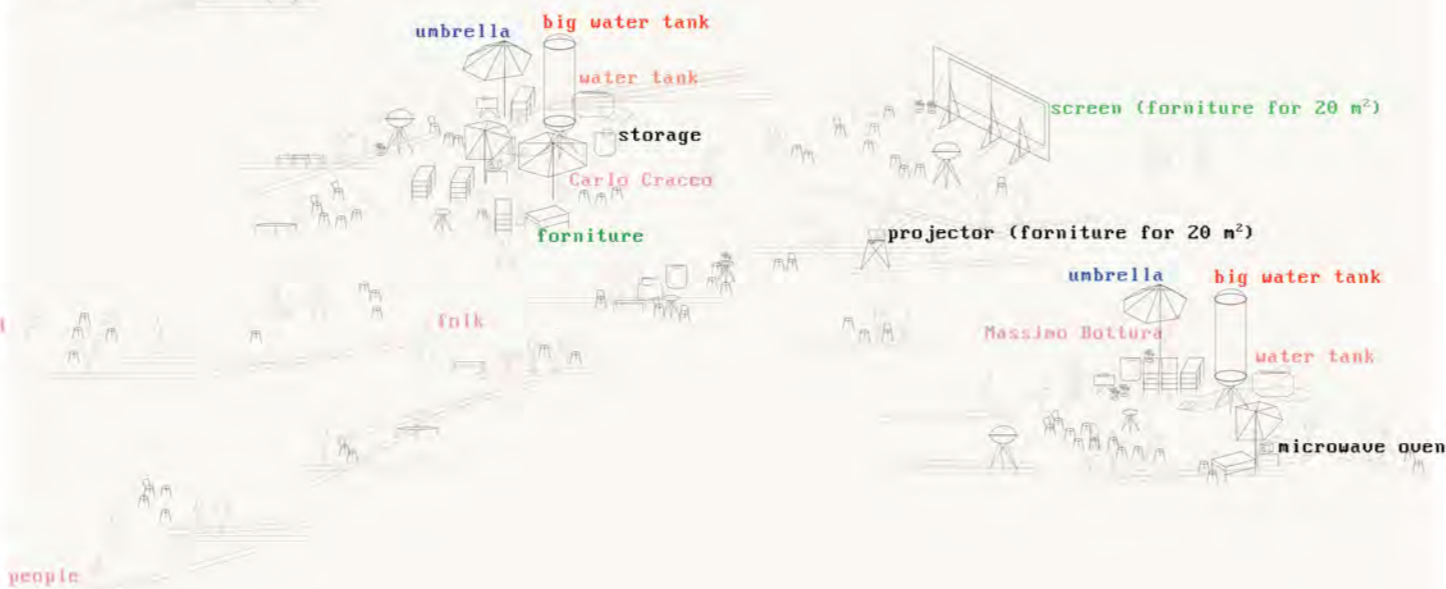 big water tank
umbrella
water tank
screen (forniture for 20 m²)
storage
Carlo Cracco
forniture
projector (forniture for 20 m²)
umbrella
big water tank
folk
Massimo Bottura
water tank
microwave oven
people